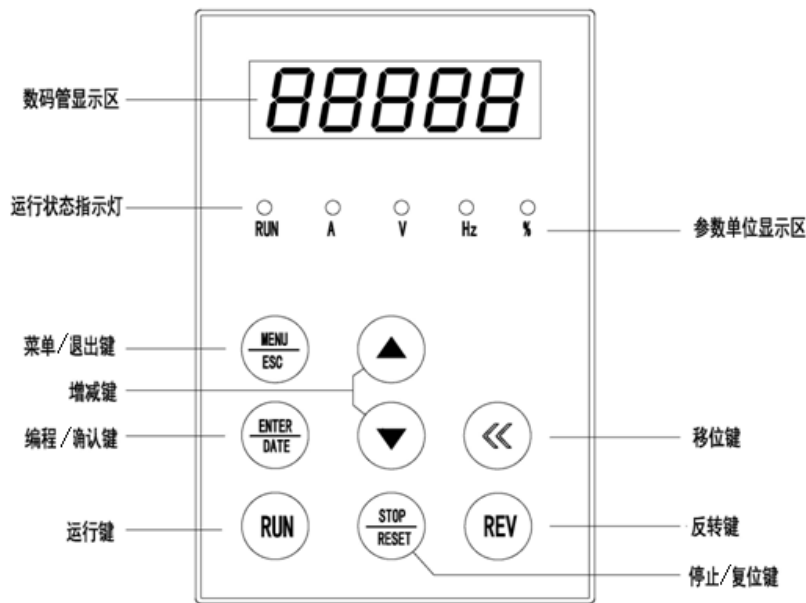 数码管显示区
88888
运行状态指示灯
RUN A V Hz %
参数单位显示区
菜单/退出键
MENU
ESC
增减键
编程/确认键
ENTER
DATE
移位键
运行键
RUN
STOP
RESET
REV
反转键
停止/复位键